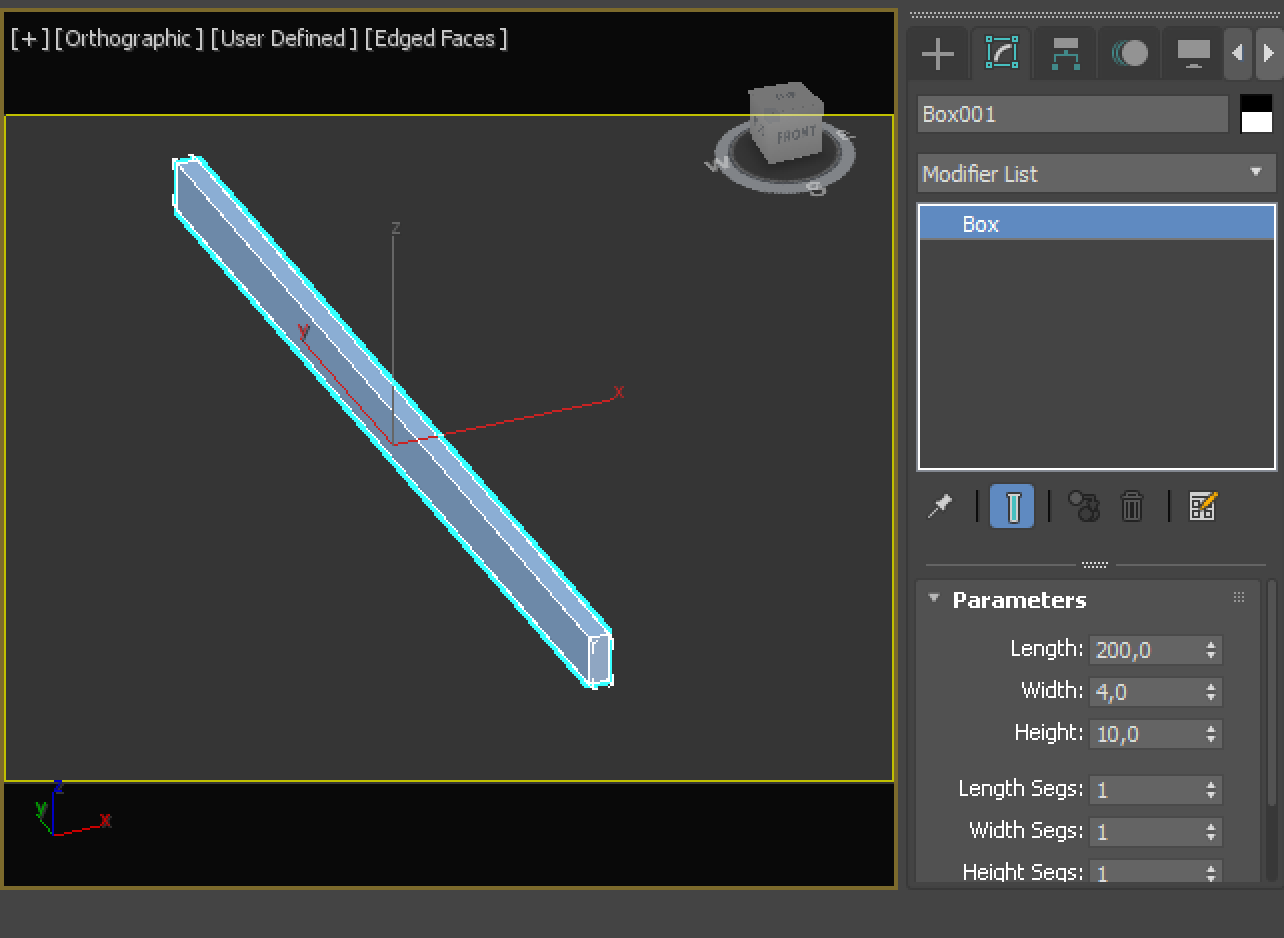 [+] [Orthographic ] [User Defined ] [Edged Faces ]
FRONT
W
z
y
x
z
y
x
Box001
Modifier List
Box
Parameters
Length: 200,0
Width: 4,0
Height: 10,0
Length Segs: 1
Width Segs: 1
Height Segs: 1